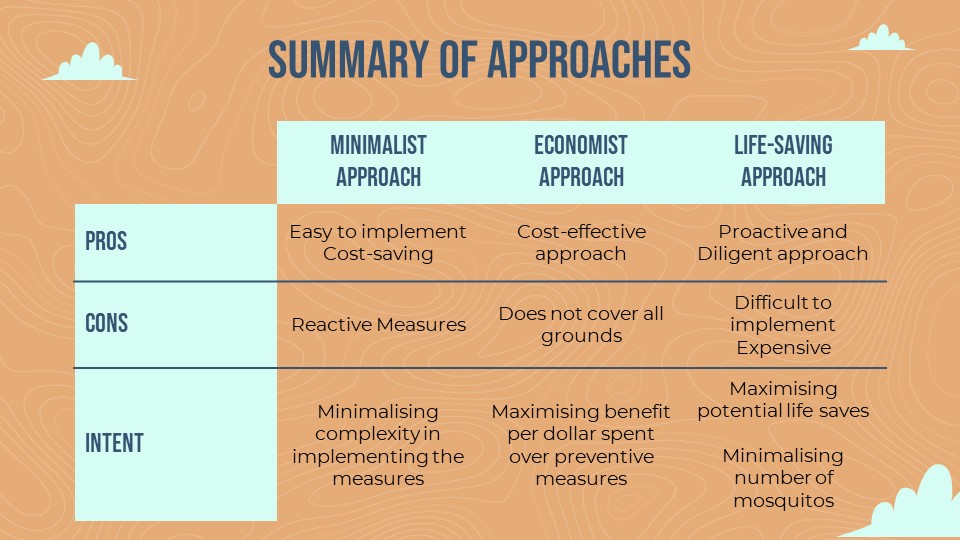 SUMMARY OF APPROACHES
MINIMALIST
APPROACH
ECONOMIST
APPROACH
LIFE-SAVING
APPROACH
PROS
Easy to implement
Cost-saving
Cost-effective
approach
Proactive and
Diligent approach
CONS
Reactive Measures
Does not cover all
grounds
Difficult to
implement
Expensive
INTENT
Minimalising
complexity in
implementing the
measures
Maximising benefit
per dollar spent
over preventive
measures
Maximising
potential life saves
Minimalising
number of
mosquitos